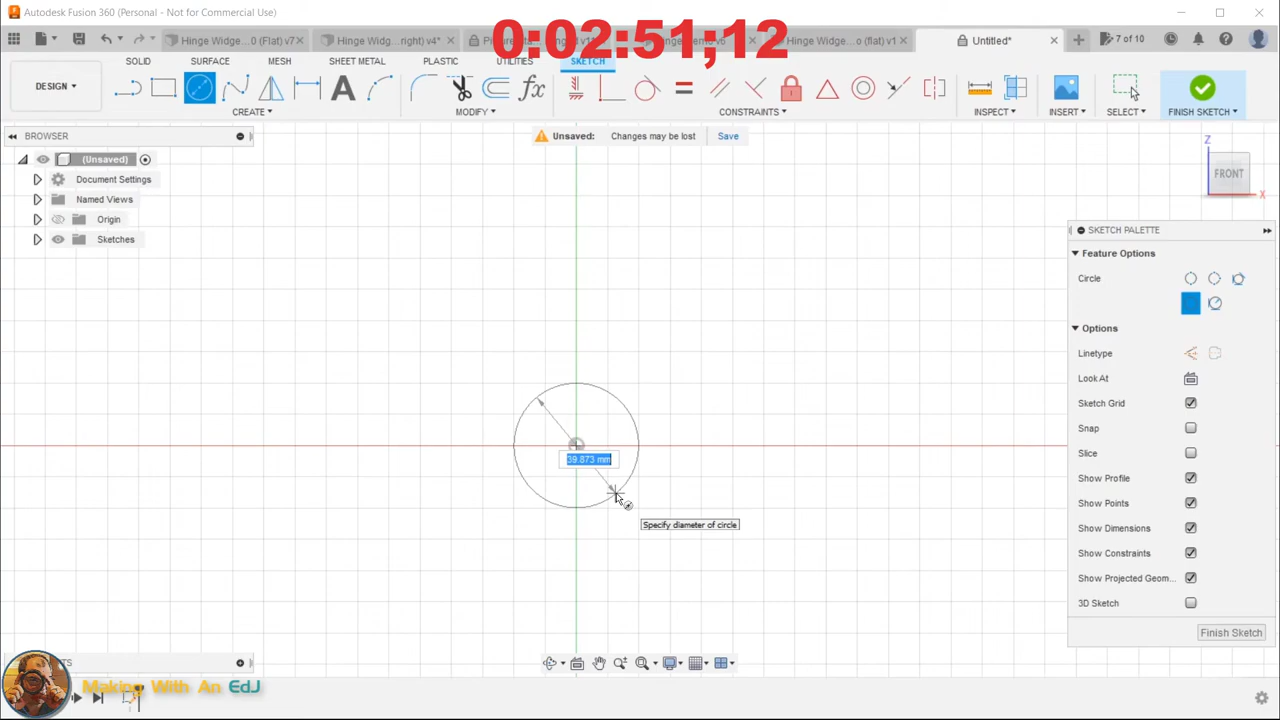 Autodesk Fusion 360 (Personal - Not for Commercial Use)
0:02:51;12
Hinge Widge...0 (Flat) v7*
Hinge Widg...right) v4*
Hinge Widge...o (flat) v1
Untitled*
7 of 10
SOLID
SURFACE
MESH
SHEET METAL
PLASTIC
UTILITIES
SKETCH
DESIGN
CREATE
MODIFY
CONSTRAINTS
INSPECT
INSERT
SELECT
FINISH SKETCH
BROWSER
Unsaved: Changes may be lost Save
(Unsaved)
Document Settings
Named Views
Origin
Sketches
Z
FRONT
X
SKETCH PALETTE
Feature Options
Circle
Options
Linetype
Look At
Sketch Grid
Snap
Slice
Show Profile
Show Points
Show Dimensions
Show Constraints
Show Projected Geom...
3D Sketch
Finish Sketch
39.873 mm
Specify diameter of circle
Making With An EdJ